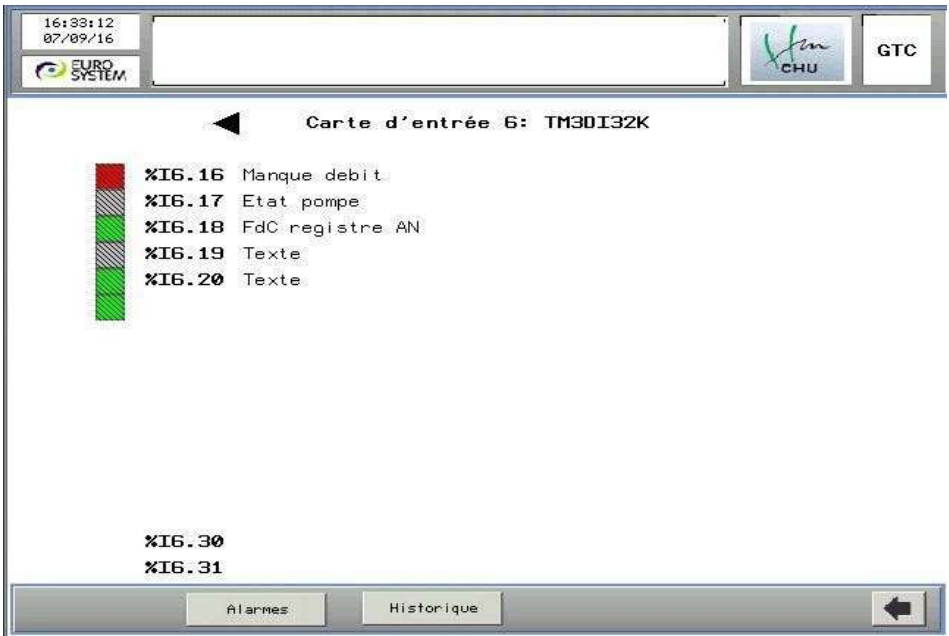 16:33:12
07/09/16
EURO
SYSTEM
CHU
GTC
Carte d'entrée 6: TM3DI32K
%I6.16 Manque debit
%I6.17 Etat pompe
%I6.18 FdC registre AN
%I6.19 Texte
%I6.20 Texte
%I6.30
%I6.31
Alarmes
Historique